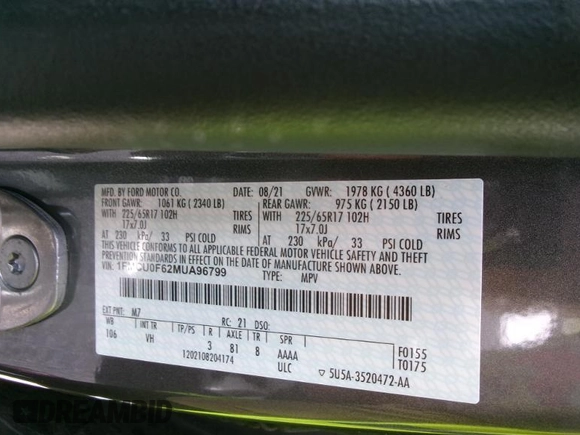 MFD. BY FORD MOTOR CO.
DATE: 08/21 GVWR: 1978 KG ( 4360 LB)
FRONT GAWR: 1061 KG ( 2340 LB) REAR GAWR: 975 KG ( 2150 LB)
WITH 225/65R17 102H TIRES WITH 225/65R17 102H TIRES
17x7.0J RIMS 17x7.0J RIMS
AT 230 kPa/ 33 PSI COLD AT 230 kPa/ 33 PSI COLD
THIS VEHICLE CONFORMS TO ALL APPLICABLE FEDERAL MOTOR VEHICLE SAFETY
AND THEFT PREVENTION STANDARDS IN EFFECT ON THE DATE OF MANUFACTURE SHOWN ABOVE.
VIN: 1FMCU0F62MUA96799 TYPE: MPV
EXT PNT: M7 RC: 21 DSO:
WB INT TR TP/PS R AXLE TR SPR
106 VH 3 81 8 AAAA F0155
1202108204174 ULC T0175
5U5A-3520472-AA
DREAMBID